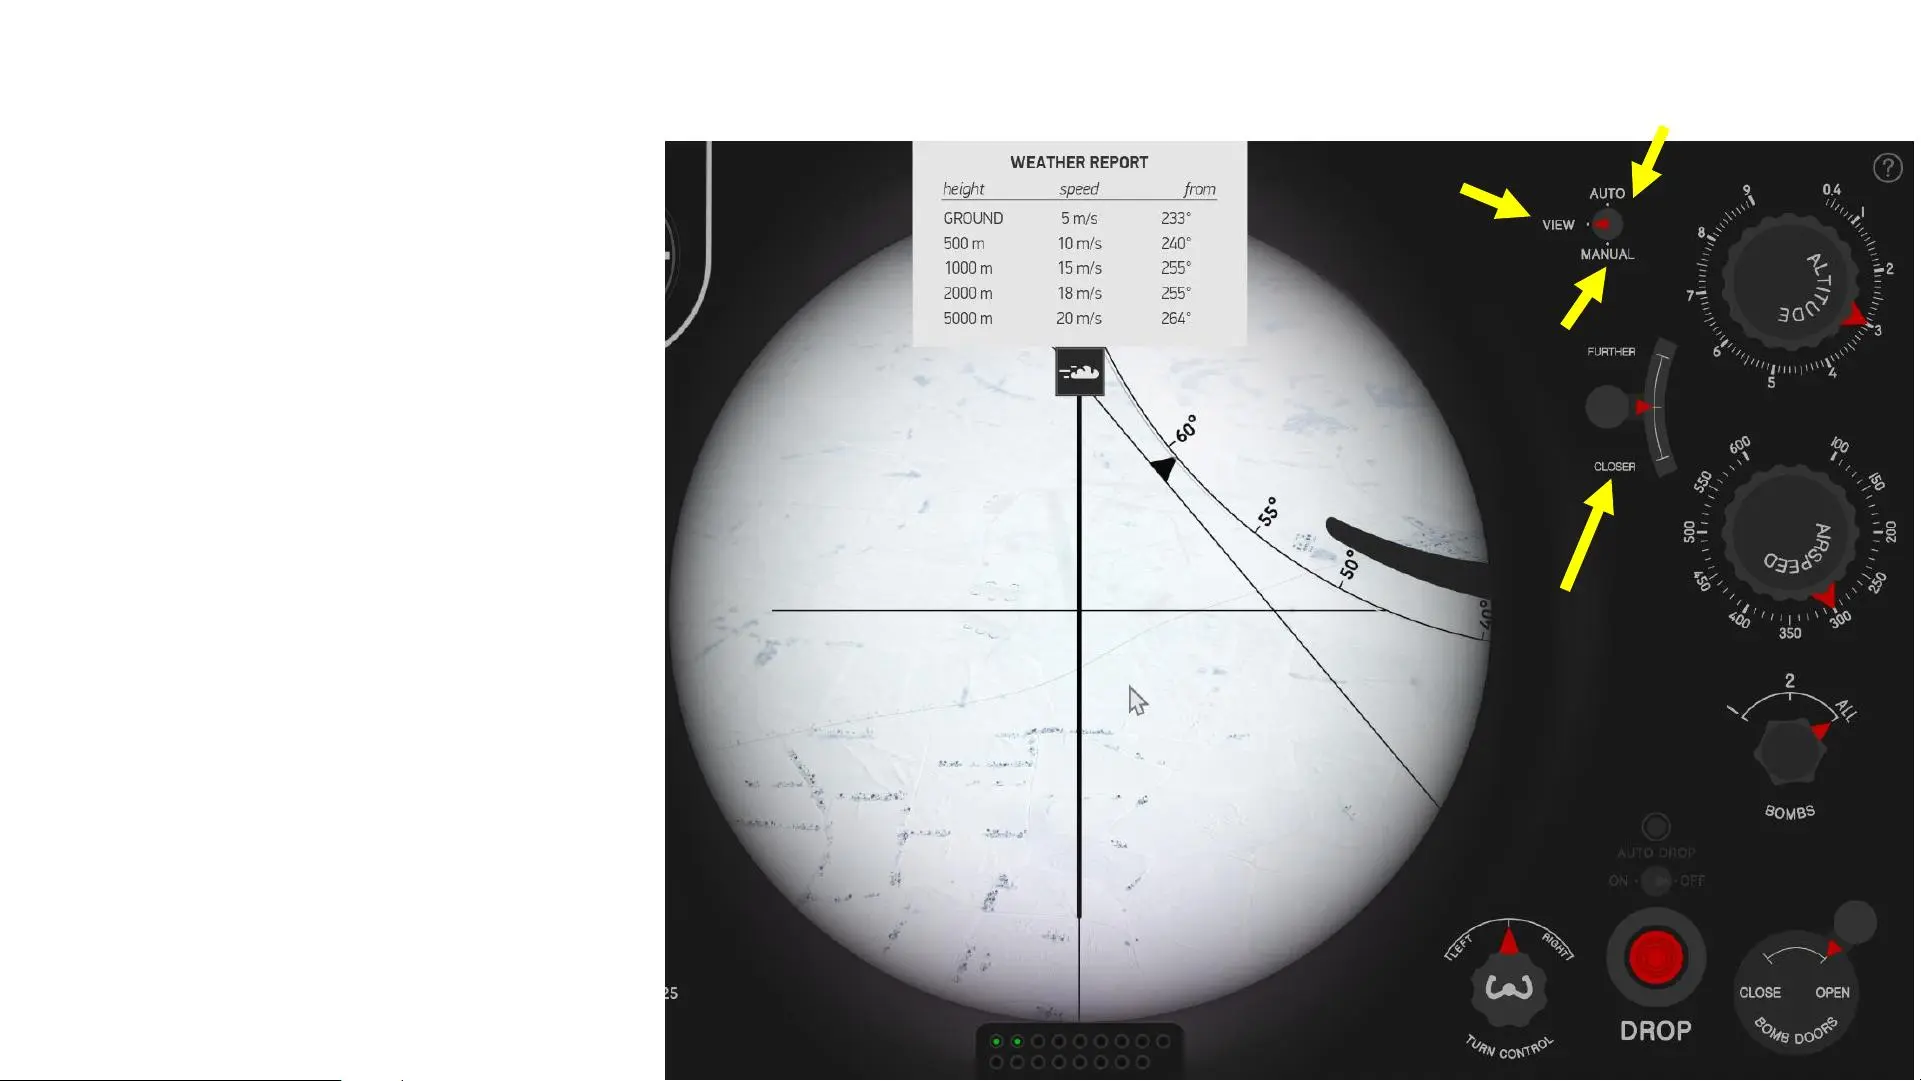 WEATHER REPORT
height speed from
GROUND 5 m/s 233°
500 m 10 m/s 240°
1000 m 15 m/s 255°
2000 m 18 m/s 255°
5000 m 20 m/s 264°
AUTO
VIEW
MANUAL
?
0.4 1 2 3 4 5 6 7 8 9
ALTITUDE
FURTHER
CLOSER
60°
55°
50°
40°
100 150 200 250 300 350 400 450 500 550 600
AIRSPEED
1 2 ALL
BOMBS
AUTO DROP
ON OFF
LEFT RIGHT
TURN CONTROL
DROP
CLOSE OPEN
BOMB DOORS
25